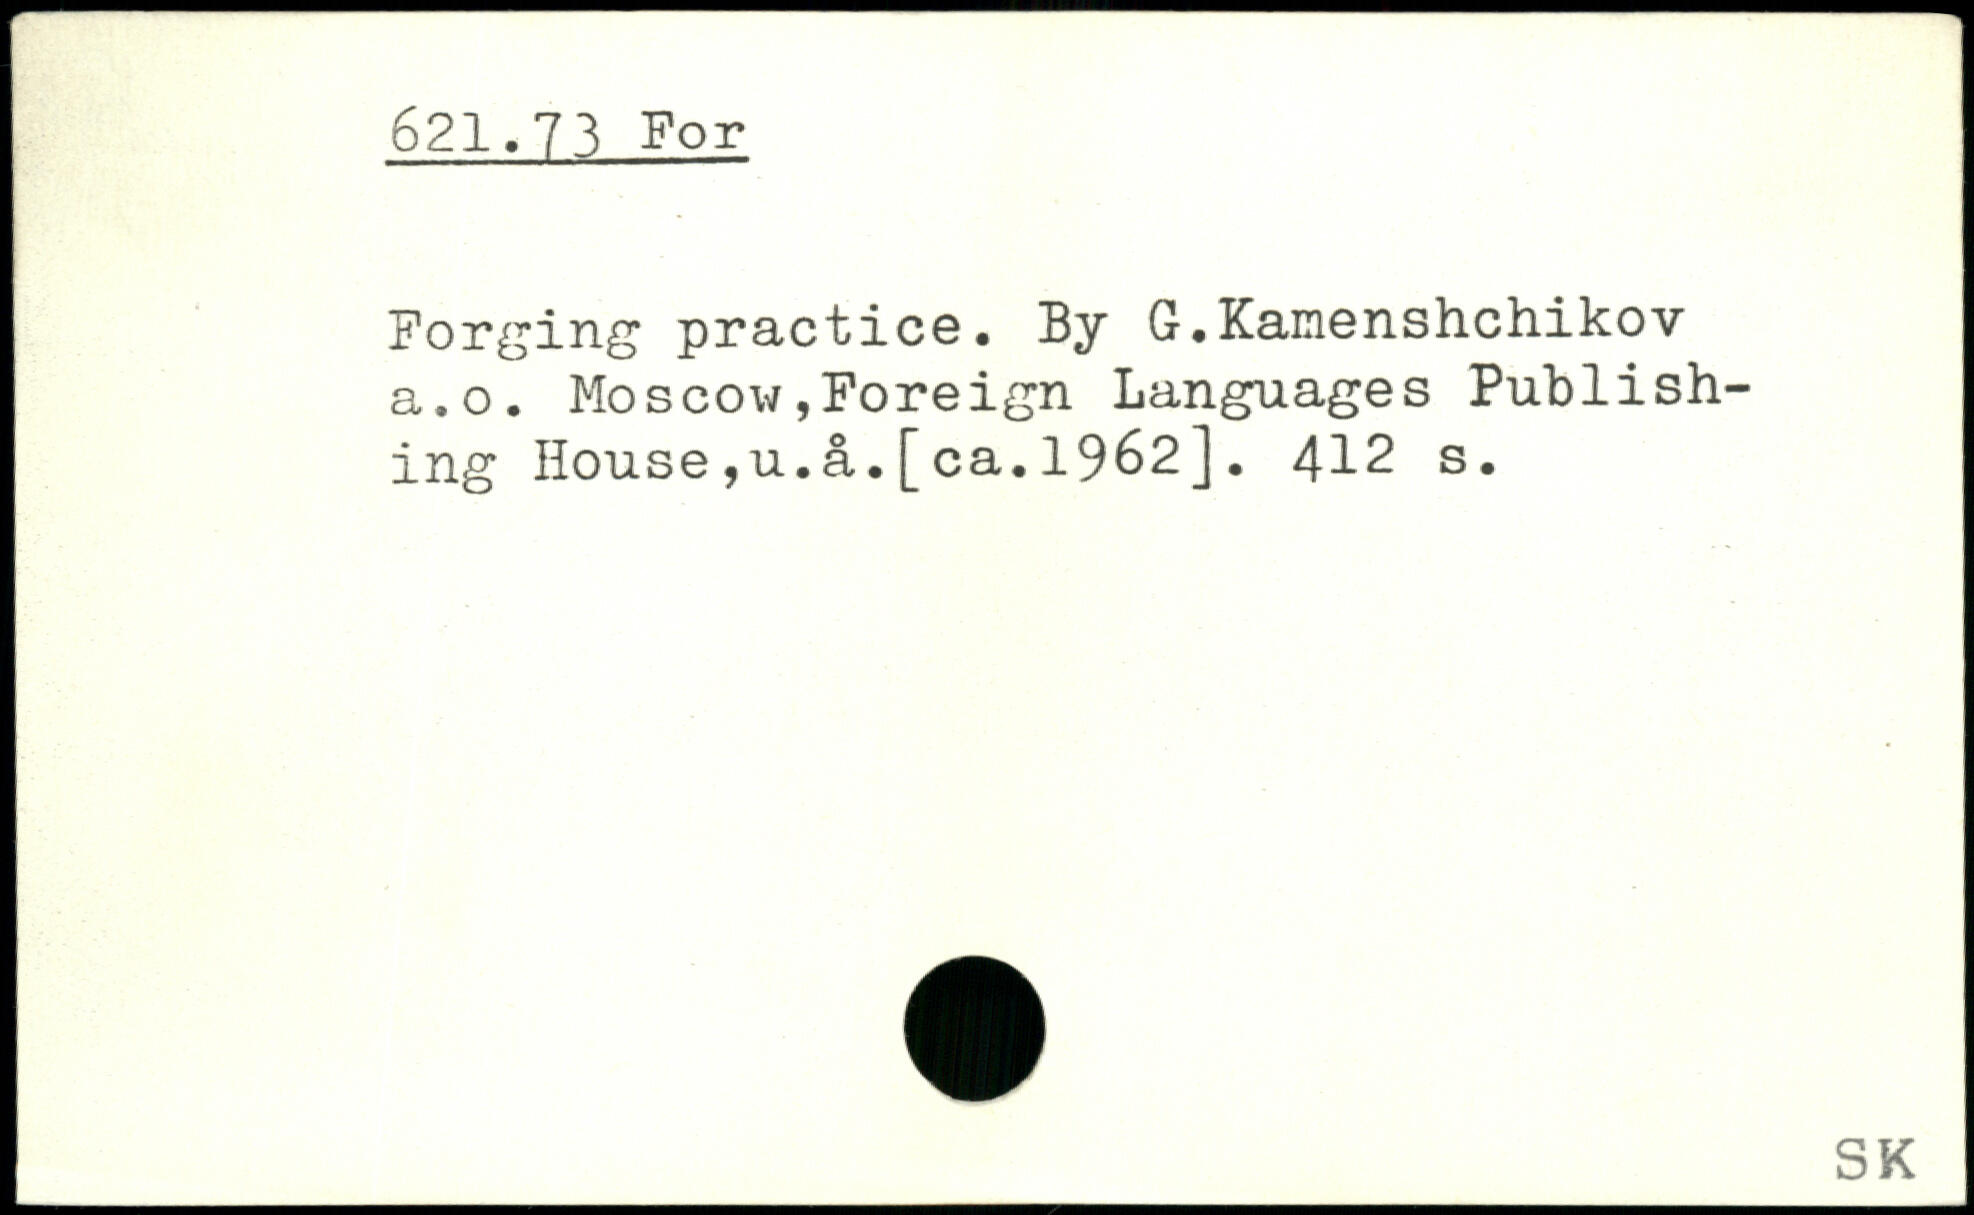 621.73 For
Forging practice. By G.Kamenshchikov
a.o. Moscow,Foreign Languages Publish-
ing House,u.å.[ca.1962]. 412 s.
SK